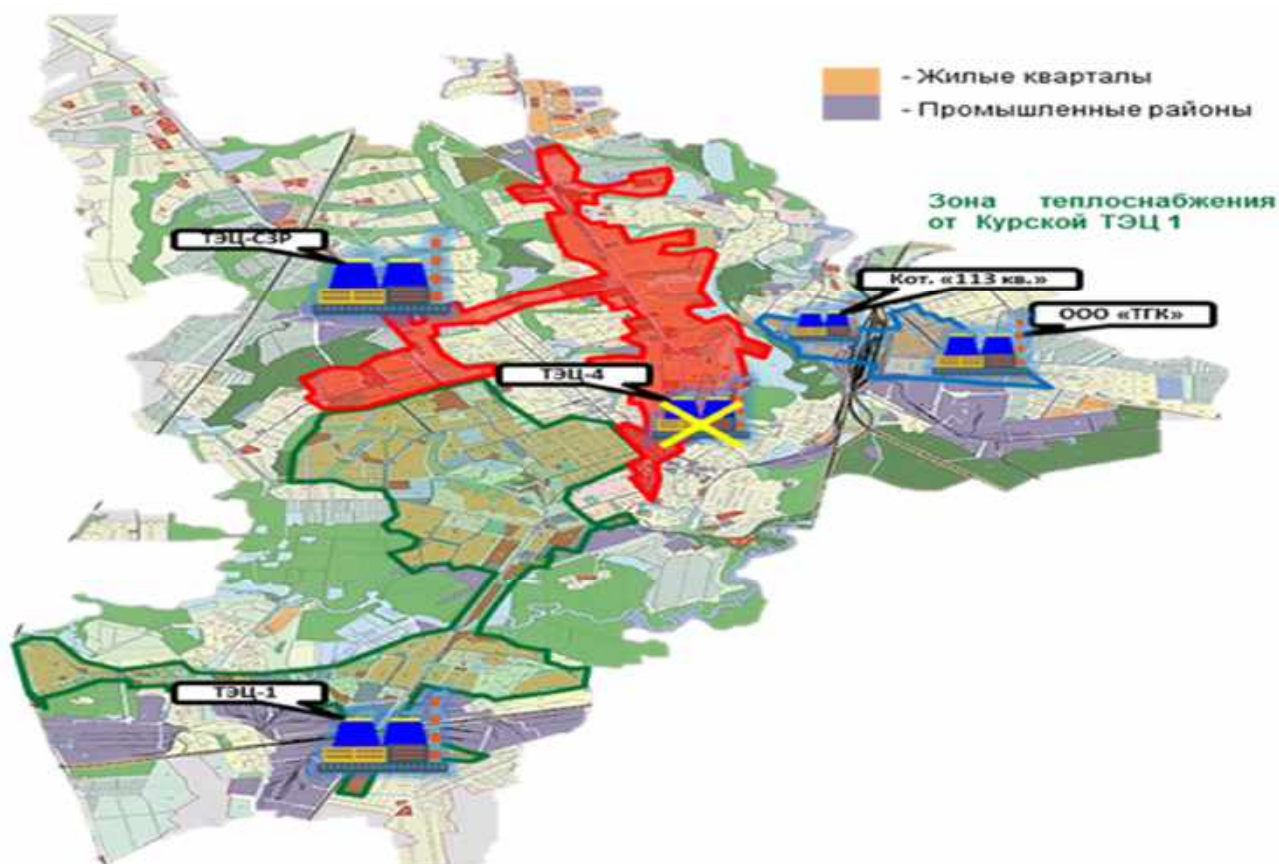 - Жилые кварталы
- Промышленные районы
Зона теплоснабжения
от Курской ТЭЦ 1
ТЭЦ-СЗР
Кот. «113 кв.»
ООО «ТГК»
ТЭЦ-4
ТЭЦ-1